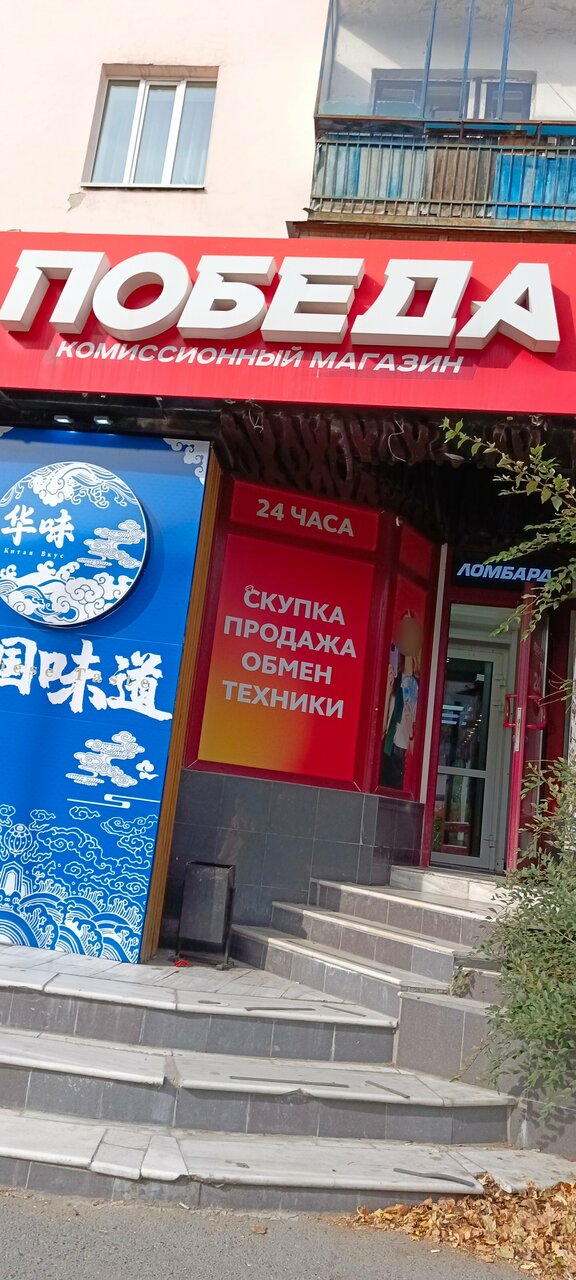 ПОБЕДА
КОМИССИОННЫЙ МАГАЗИН
华味
Китая Вкус
国味道
24 ЧАСА
СКУПКА
ПРОДАЖА
ОБМЕН
ТЕХНИКИ
ЛОМБАРД